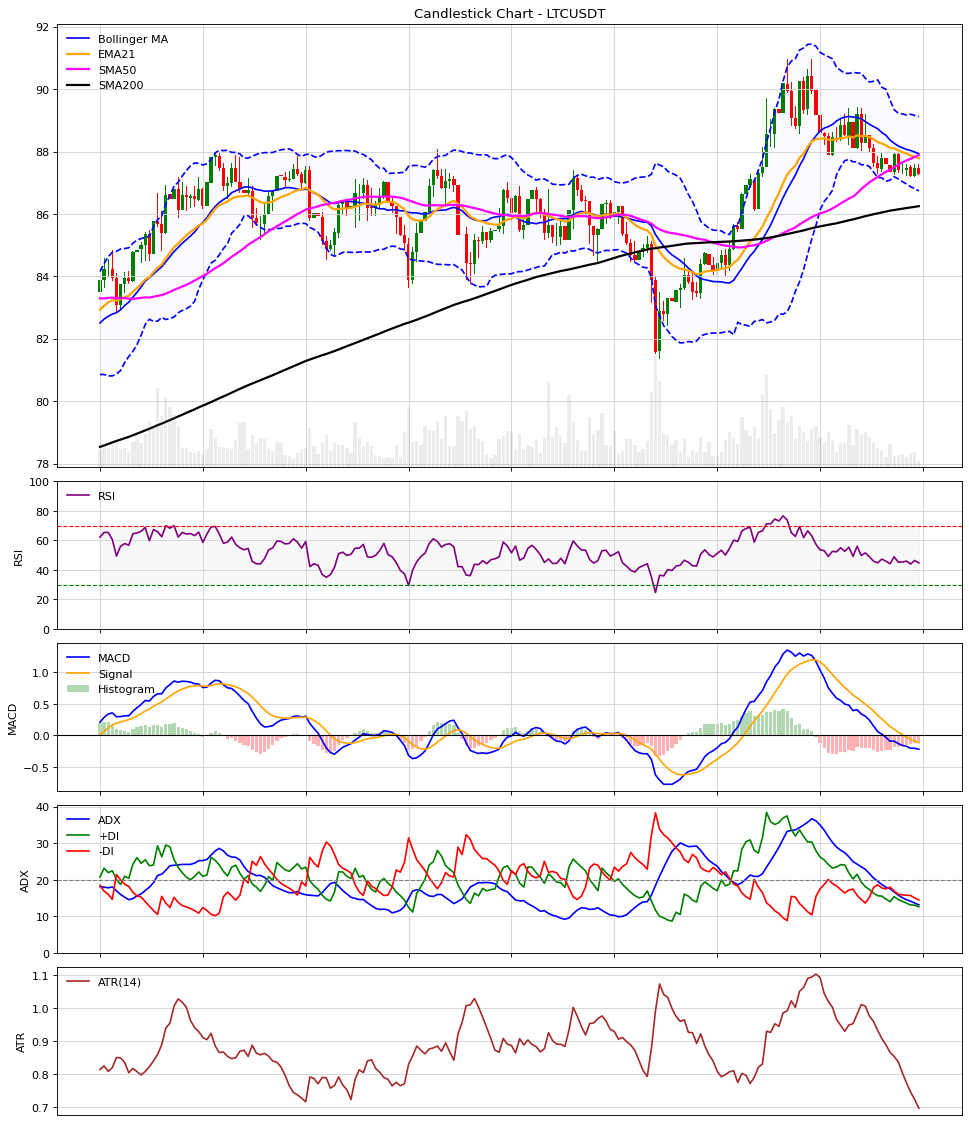 Candlestick Chart - LTCUSDT
92
90
88
86
84
82
80
78
Bollinger MA
EMA21
SMA50
SMA200
100
80
60
40
20
0
RSI
RSI
1.0
0.5
0.0
−0.5
MACD
MACD
Signal
Histogram
40
30
20
10
0
ADX
ADX
+DI
-DI
1.1
1.0
0.9
0.8
0.7
ATR
ATR(14)